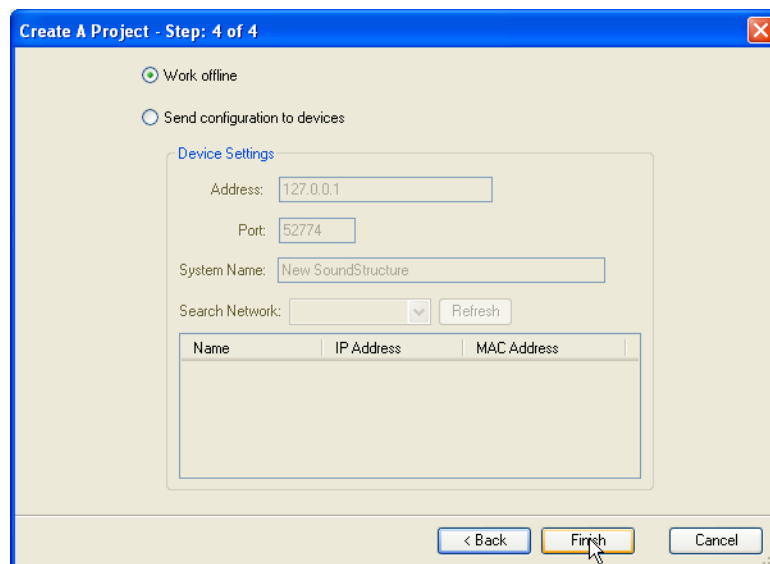 Create A Project - Step: 4 of 4
Work offline
Send configuration to devices
Device Settings
Address: 127.0.0.1
Port: 52774
System Name: New SoundStructure
Search Network: Refresh
Name IP Address MAC Address
< Back Finish Cancel